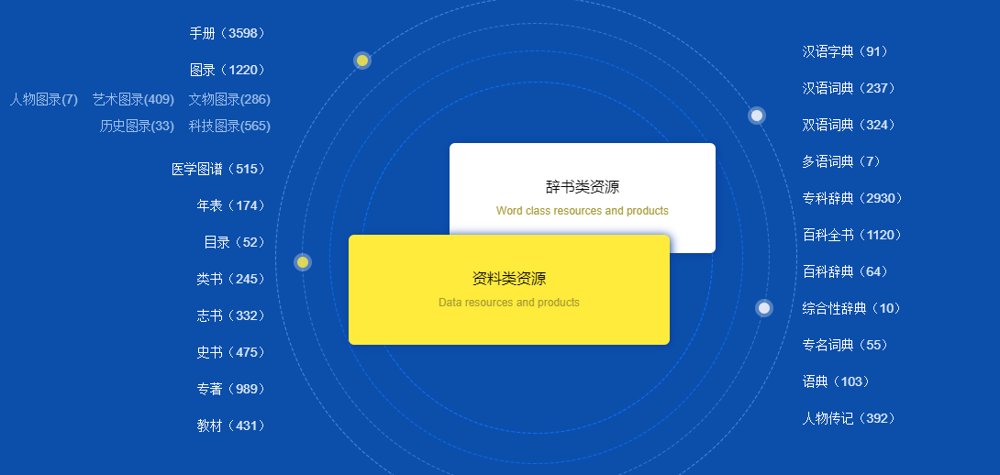 手册（3598）
图录（1220）
人物图录(7) 艺术图录(409) 文物图录(286)
历史图录(33) 科技图录(565)
医学图谱（515）
年表（174）
目录（52）
类书（245）
志书（332）
史书（475）
专著（989）
教材（431）
辞书类资源
Word class resources and products
资料类资源
Data resources and products
汉语字典（91）
汉语词典（237）
双语词典（324）
多语词典（7）
专科辞典（2930）
百科全书（1120）
百科辞典（64）
综合性辞典（10）
专名词典（55）
语典（103）
人物传记（392）